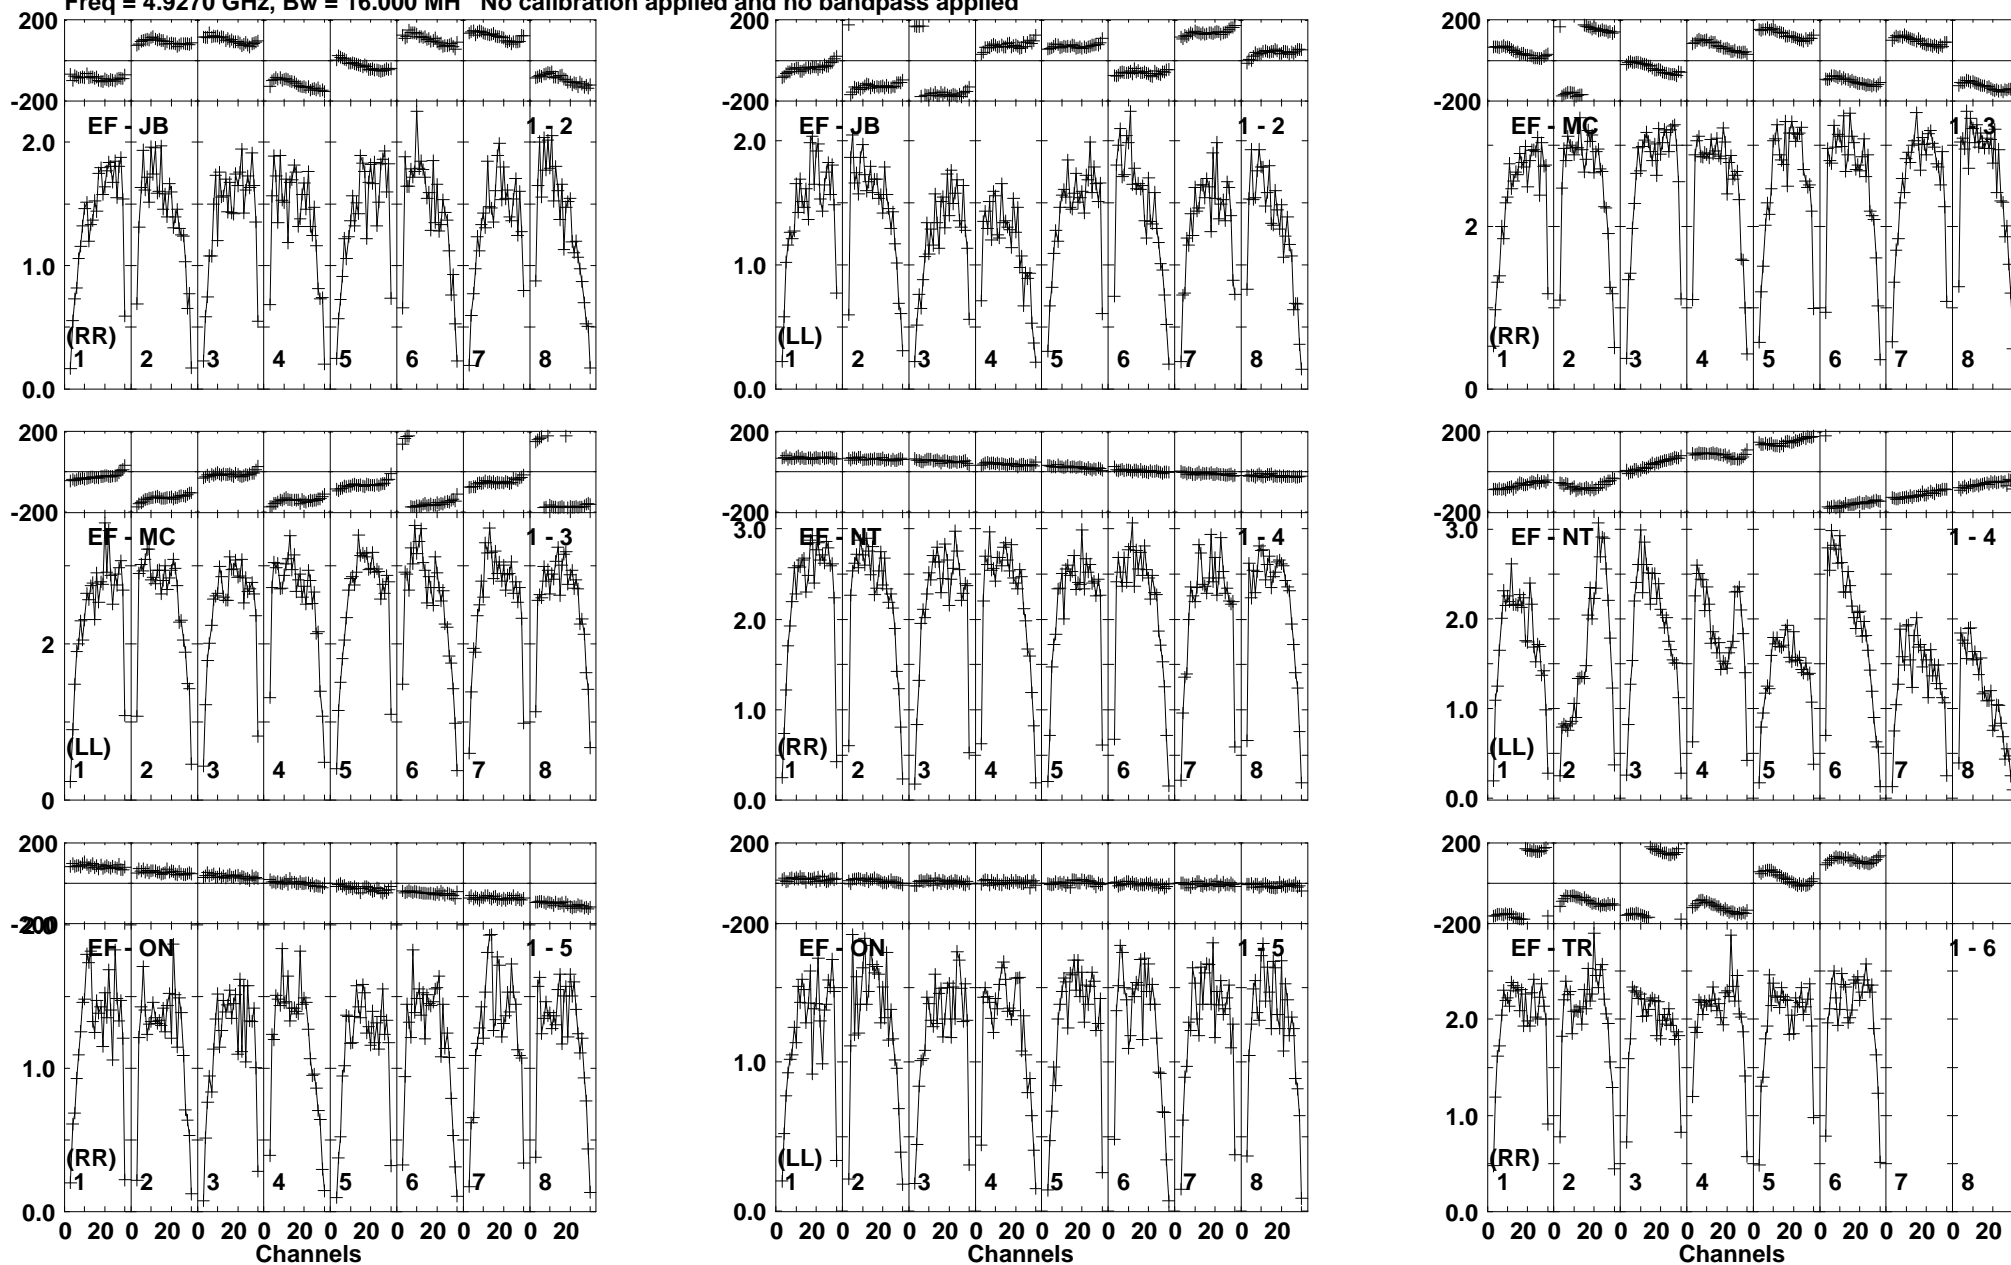 Freq = 4.9270 GHz, Bw = 16.000 MH No calibration applied and no bandpass applied
200 200 200
-200 -200 -200
EF - JB 1 - 2 EF - JB 1 - 2 EF - MC 1 - 3
2.0 2.0
2
1.0 1.0
(RR) (LL) (RR)
1 2 3 4 5 6 7 8 1 2 3 4 5 6 7 8 1 2 3 4 5 6 7 8
0.0 0.0 0
200 200 200
-200 -200 -200
EF - MC 1 - 3 EF - NT 1 - 4 EF - NT 1 - 4
3.0 3.0
2 2.0 2.0
1.0 1.0
(LL) (RR) (LL)
1 2 3 4 5 6 7 8 1 2 3 4 5 6 7 8 1 2 3 4 5 6 7 8
0 0.0 0.0
200 200 200
-200 -200 -200
2.0
EF - ON 1 - 5 EF - ON 1 - 5 EF - TR 1 - 6
2.0
1.0 1.0 1.0
(RR) (LL) (RR)
1 2 3 4 5 6 7 8 1 2 3 4 5 6 7 8 1 2 3 4 5 6 7 8
0.0 0.0 0.0
0 20 0 20 0 20 0 20 0 20 0 20 0 20 0 20 0 20 0 20 0 20 0 20 0 20 0 20 0 20 0 20 0 20 0 20 0 20 0 20 0 20 0 20 0 20 0 20
Channels Channels Channels